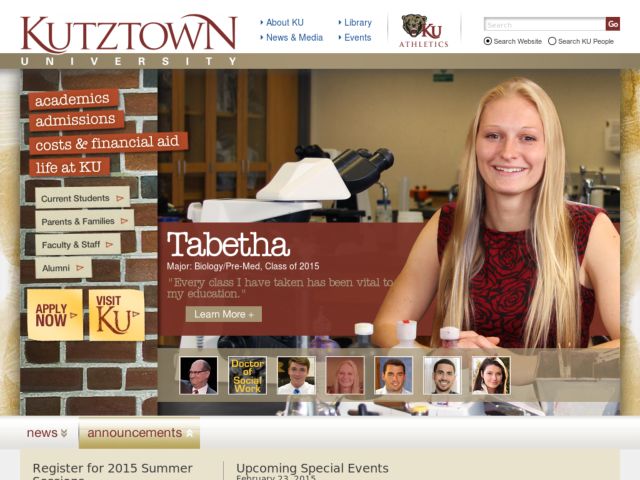 KUTZTOWN
UNIVERSITY
About KU
Library
News & Media
Events
KU
ATHLETICS
Search
Go
Search Website
Search KU People
academics
admissions
costs & financial aid
life at KU
Current Students
Parents & Families
Faculty & Staff
Alumni
APPLY
NOW
VISIT
KU
Tabetha
Major: Biology/Pre-Med, Class of 2015
"Every class I have taken has been vital to
my education."
Learn More +
Doctor
of
Social
Work
news
announcements
Register for 2015 Summer
Sessions
Upcoming Special Events
February 23, 2015